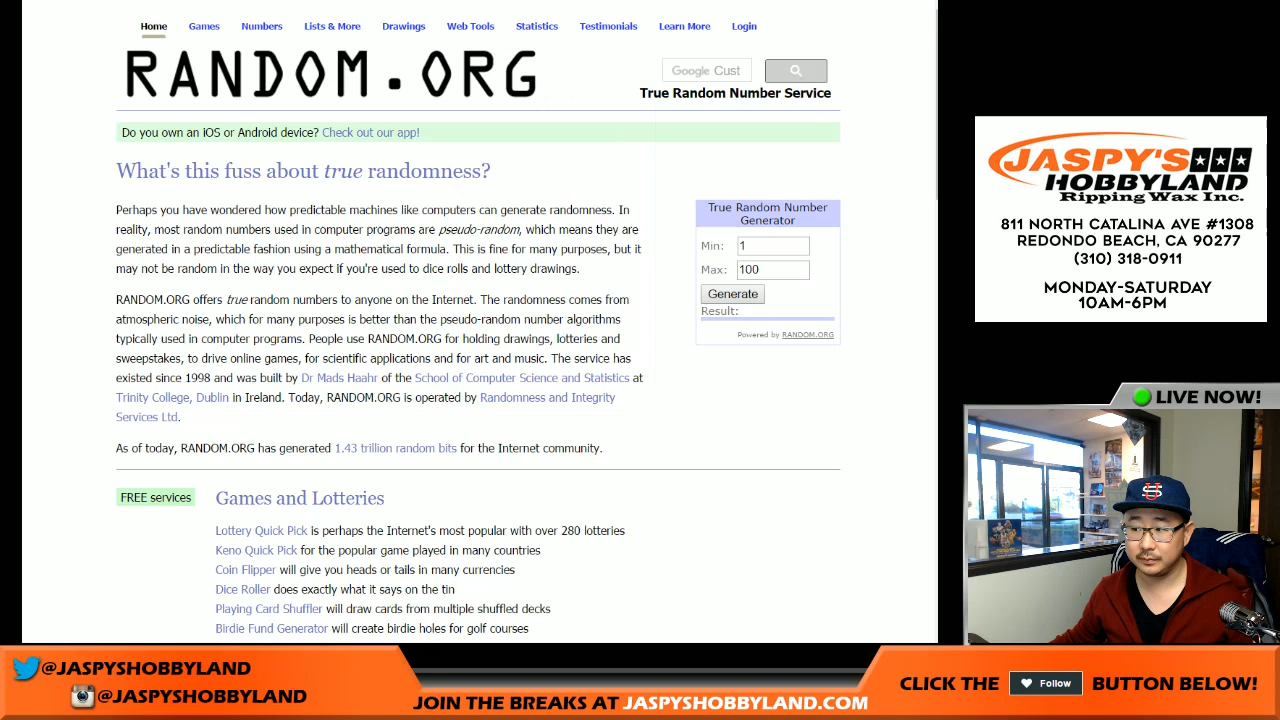 Home Games Numbers Lists & More Drawings Web Tools Statistics Testimonials Learn More Login
RANDOM.ORG
Google Cust
True Random Number Service
Do you own an iOS or Android device? Check out our app!
What's this fuss about true randomness?
Perhaps you have wondered how predictable machines like computers can generate randomness. In
reality, most random numbers used in computer programs are pseudo-random, which means they are
generated in a predictable fashion using a mathematical formula. This is fine for many purposes, but it
may not be random in the way you expect if you're used to dice rolls and lottery drawings.
RANDOM.ORG offers true random numbers to anyone on the Internet. The randomness comes from
atmospheric noise, which for many purposes is better than the pseudo-random number algorithms
typically used in computer programs. People use RANDOM.ORG for holding drawings, lotteries and
sweepstakes, to drive online games, for scientific applications and for art and music. The service has
existed since 1998 and was built by Dr Mads Haahr of the School of Computer Science and Statistics at
Trinity College, Dublin in Ireland. Today, RANDOM.ORG is operated by Randomness and Integrity
Services Ltd.
As of today, RANDOM.ORG has generated 1.43 trillion random bits for the Internet community.
True Random Number
Generator
Min: 1
Max: 100
Generate
Result:
Powered by RANDOM.ORG
FREE services
Games and Lotteries
Lottery Quick Pick is perhaps the Internet's most popular with over 280 lotteries
Keno Quick Pick for the popular game played in many countries
Coin Flipper will give you heads or tails in many currencies
Dice Roller does exactly what it says on the tin
Playing Card Shuffler will draw cards from multiple shuffled decks
Birdie Fund Generator will create birdie holes for golf courses
JASPY'S
HOBBYLAND
Ripping Wax Inc.
811 NORTH CATALINA AVE #1308
REDONDO BEACH, CA 90277
(310) 318-0911
MONDAY-SATURDAY
10AM-6PM
LIVE NOW!
@JASPYSHOBBYLAND
@JASPYSHOBBYLAND
JOIN THE BREAKS AT JASPYSHOBBYLAND.COM
CLICK THE Follow BUTTON BELOW!